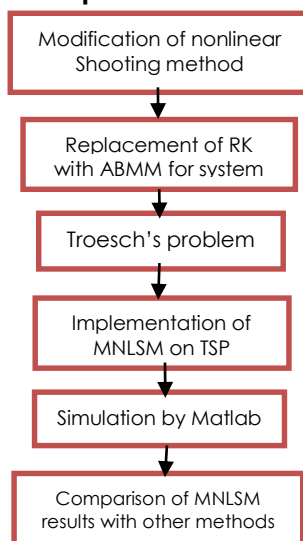 Modification of nonlinear
Shooting method
Replacement of RK
with ABMM for system
Troesch's problem
Implementation of
MNLSM on TSP
Simulation by Matlab
Comparison of MNLSM
results with other methods